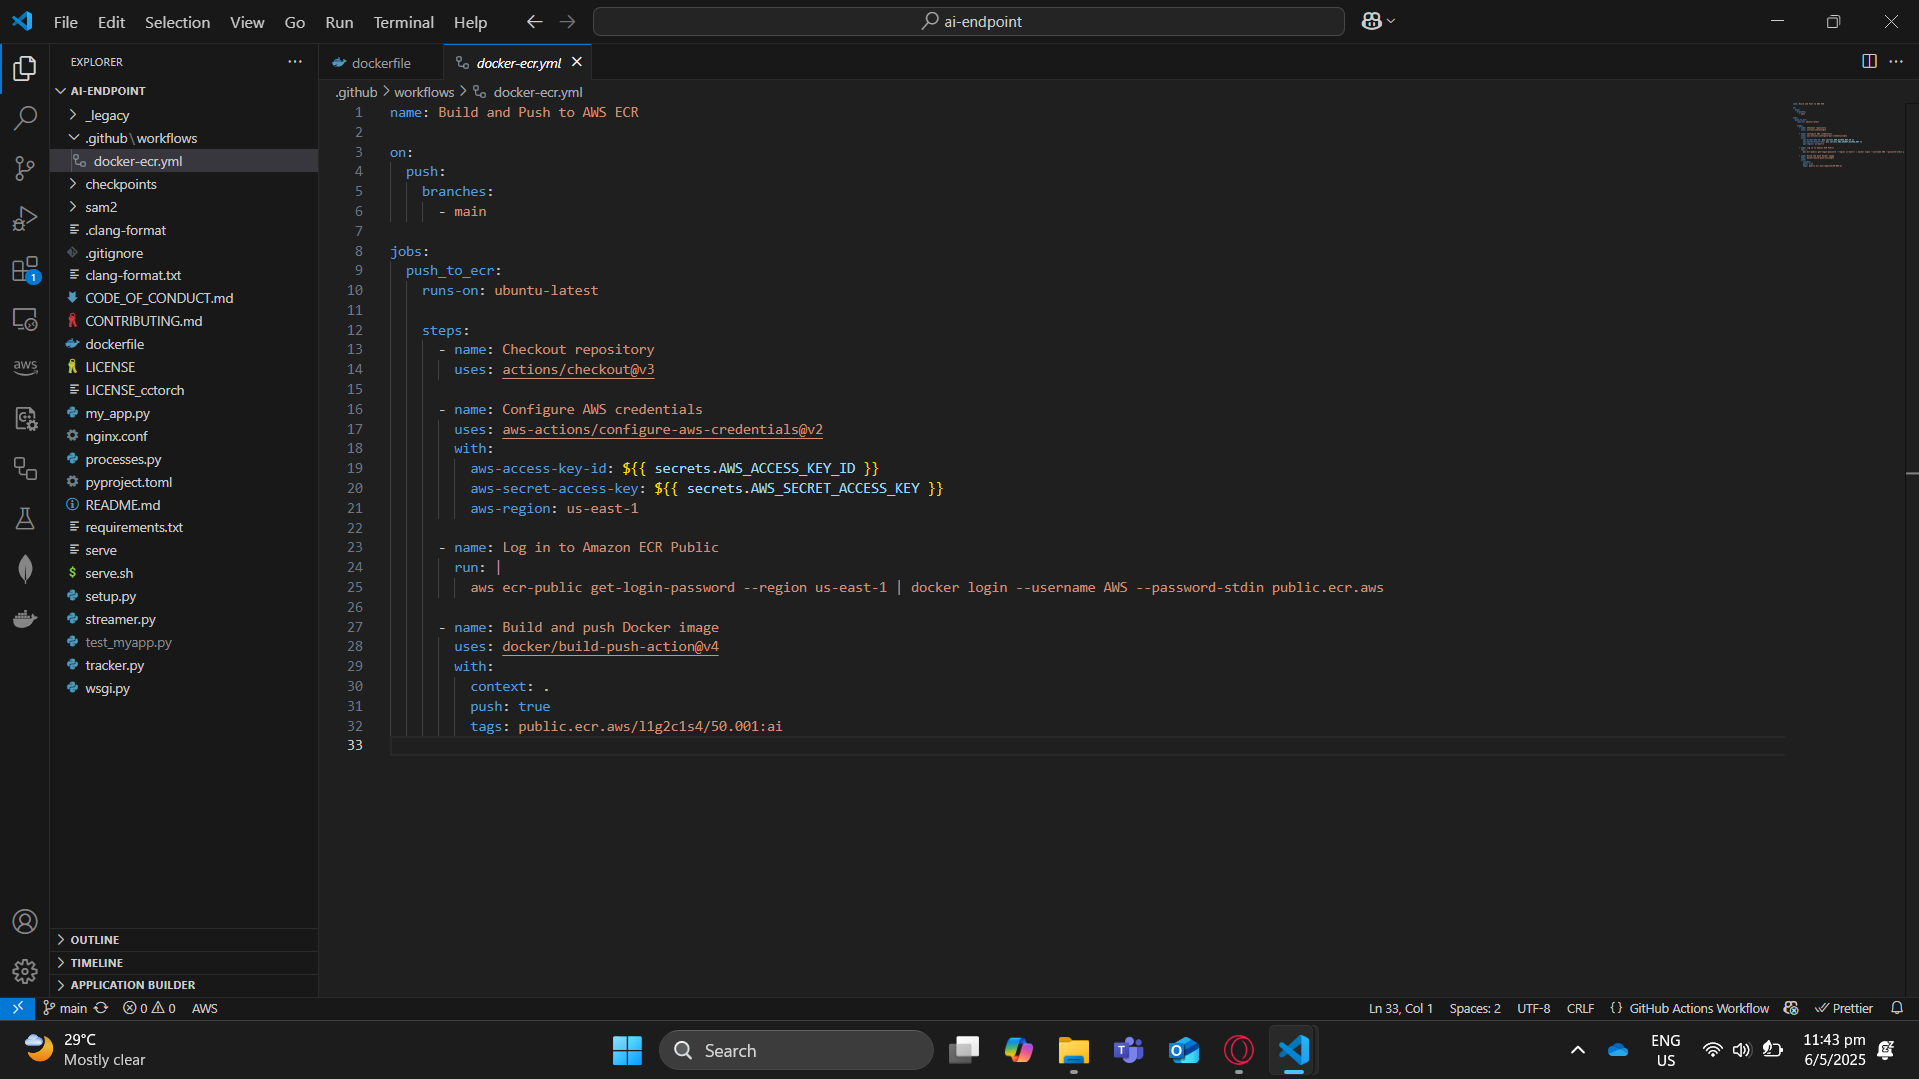 File Edit Selection View Go Run Terminal Help
ai-endpoint
EXPLORER
AI-ENDPOINT
_legacy
.github\workflows
docker-ecr.yml
checkpoints
sam2
.clang-format
.gitignore
clang-format.txt
CODE_OF_CONDUCT.md
CONTRIBUTING.md
dockerfile
LICENSE
LICENSE_cctorch
my_app.py
nginx.conf
processes.py
pyproject.toml
README.md
requirements.txt
serve
serve.sh
setup.py
streamer.py
test_myapp.py
tracker.py
wsgi.py
OUTLINE
TIMELINE
APPLICATION BUILDER
aws
1
dockerfile docker-ecr.yml
.github > workflows > docker-ecr.yml
1 name: Build and Push to AWS ECR
2
3 on:
4 push:
5 branches:
6 - main
7
8 jobs:
9 push_to_ecr:
10 runs-on: ubuntu-latest
11
12 steps:
13 - name: Checkout repository
14 uses: actions/checkout@v3
15
16 - name: Configure AWS credentials
17 uses: aws-actions/configure-aws-credentials@v2
18 with:
19 aws-access-key-id: ${{ secrets.AWS_ACCESS_KEY_ID }}
20 aws-secret-access-key: ${{ secrets.AWS_SECRET_ACCESS_KEY }}
21 aws-region: us-east-1
22
23 - name: Log in to Amazon ECR Public
24 run: |
25 aws ecr-public get-login-password --region us-east-1 | docker login --username AWS --password-stdin public.ecr.aws
26
27 - name: Build and push Docker image
28 uses: docker/build-push-action@v4
29 with:
30 context: .
31 push: true
32 tags: public.ecr.aws/l1g2c1s4/50.001:ai
33
main 0 0 AWS
Ln 33, Col 1 Spaces: 2 UTF-8 CRLF {} GitHub Actions Workflow Prettier
29°C
Mostly clear
Search
ENG
US
11:43 pm
6/5/2025